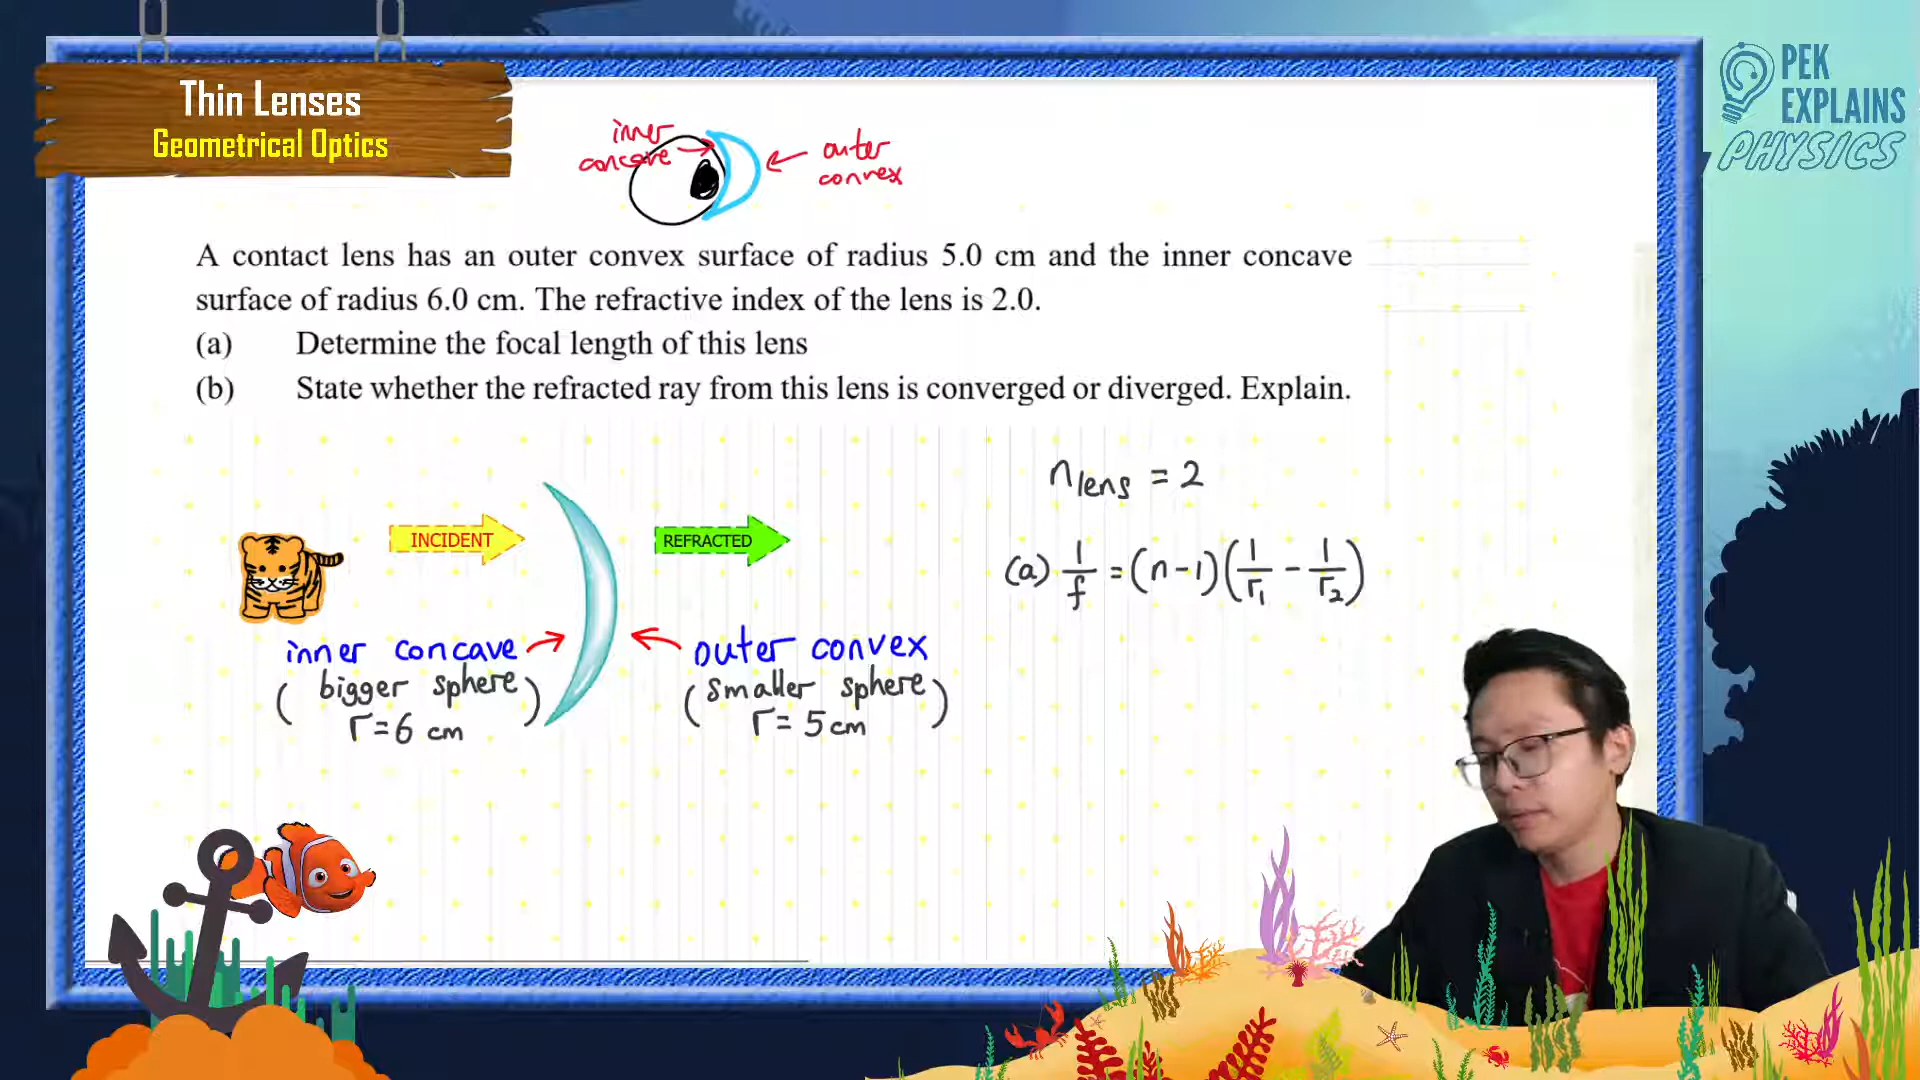 Thin Lenses
Geometrical Optics
PEK
EXPLAINS
PHYSICS
inner
concave
outer
convex
A contact lens has an outer convex surface of radius 5.0 cm and the inner concave
surface of radius 6.0 cm. The refractive index of the lens is 2.0.
(a) Determine the focal length of this lens
(b) State whether the refracted ray from this lens is converged or diverged. Explain.
INCIDENT
REFRACTED
inner concave
(bigger sphere)
r = 6 cm
outer convex
(smaller sphere)
r = 5 cm
n lens = 2
(a) 1/f = (n-1)(1/r₁ - 1/r₂)